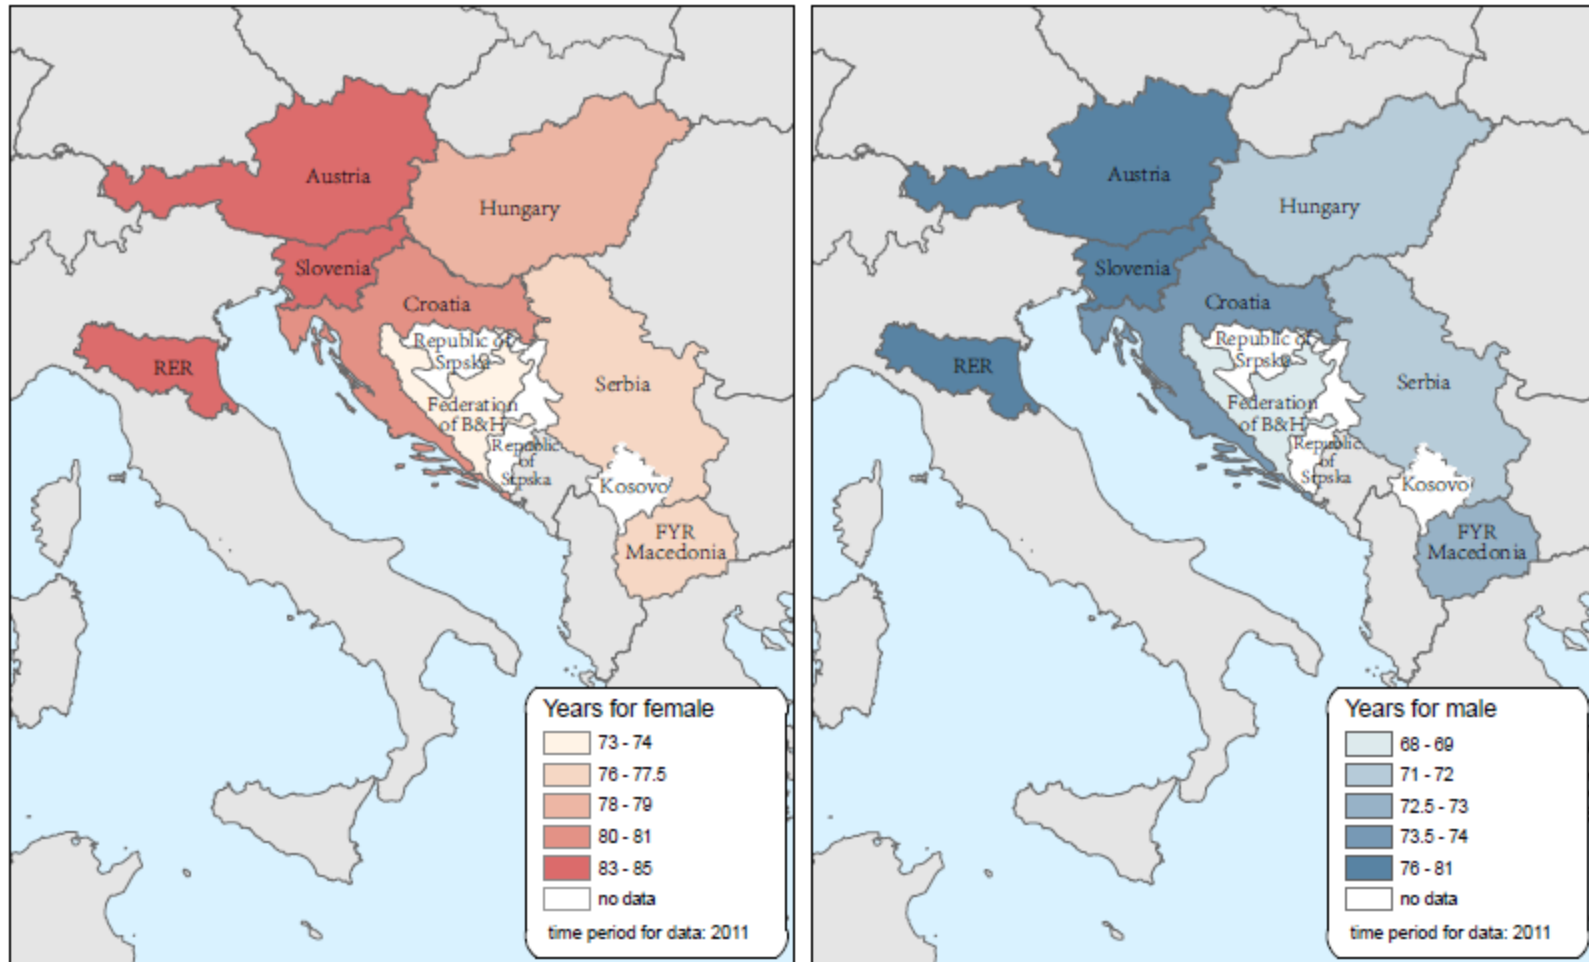 Austria
Hungary
Slovenia
Croatia
Republic of
Srpska
RER
Serbia
Federation
of B&H
Republic
of
Srpska
Kosovo
FYR
Macedonia
Years for female
73 - 74
76 - 77.5
78 - 79
80 - 81
83 - 85
no data
time period for data: 2011
Austria
Hungary
Slovenia
Croatia
Republic of
Srpska
RER
Serbia
Federation
of B&H
Republic
of
Srpska
Kosovo
FYR
Macedonia
Years for male
68 - 69
71 - 72
72.5 - 73
73.5 - 74
76 - 81
no data
time period for data: 2011